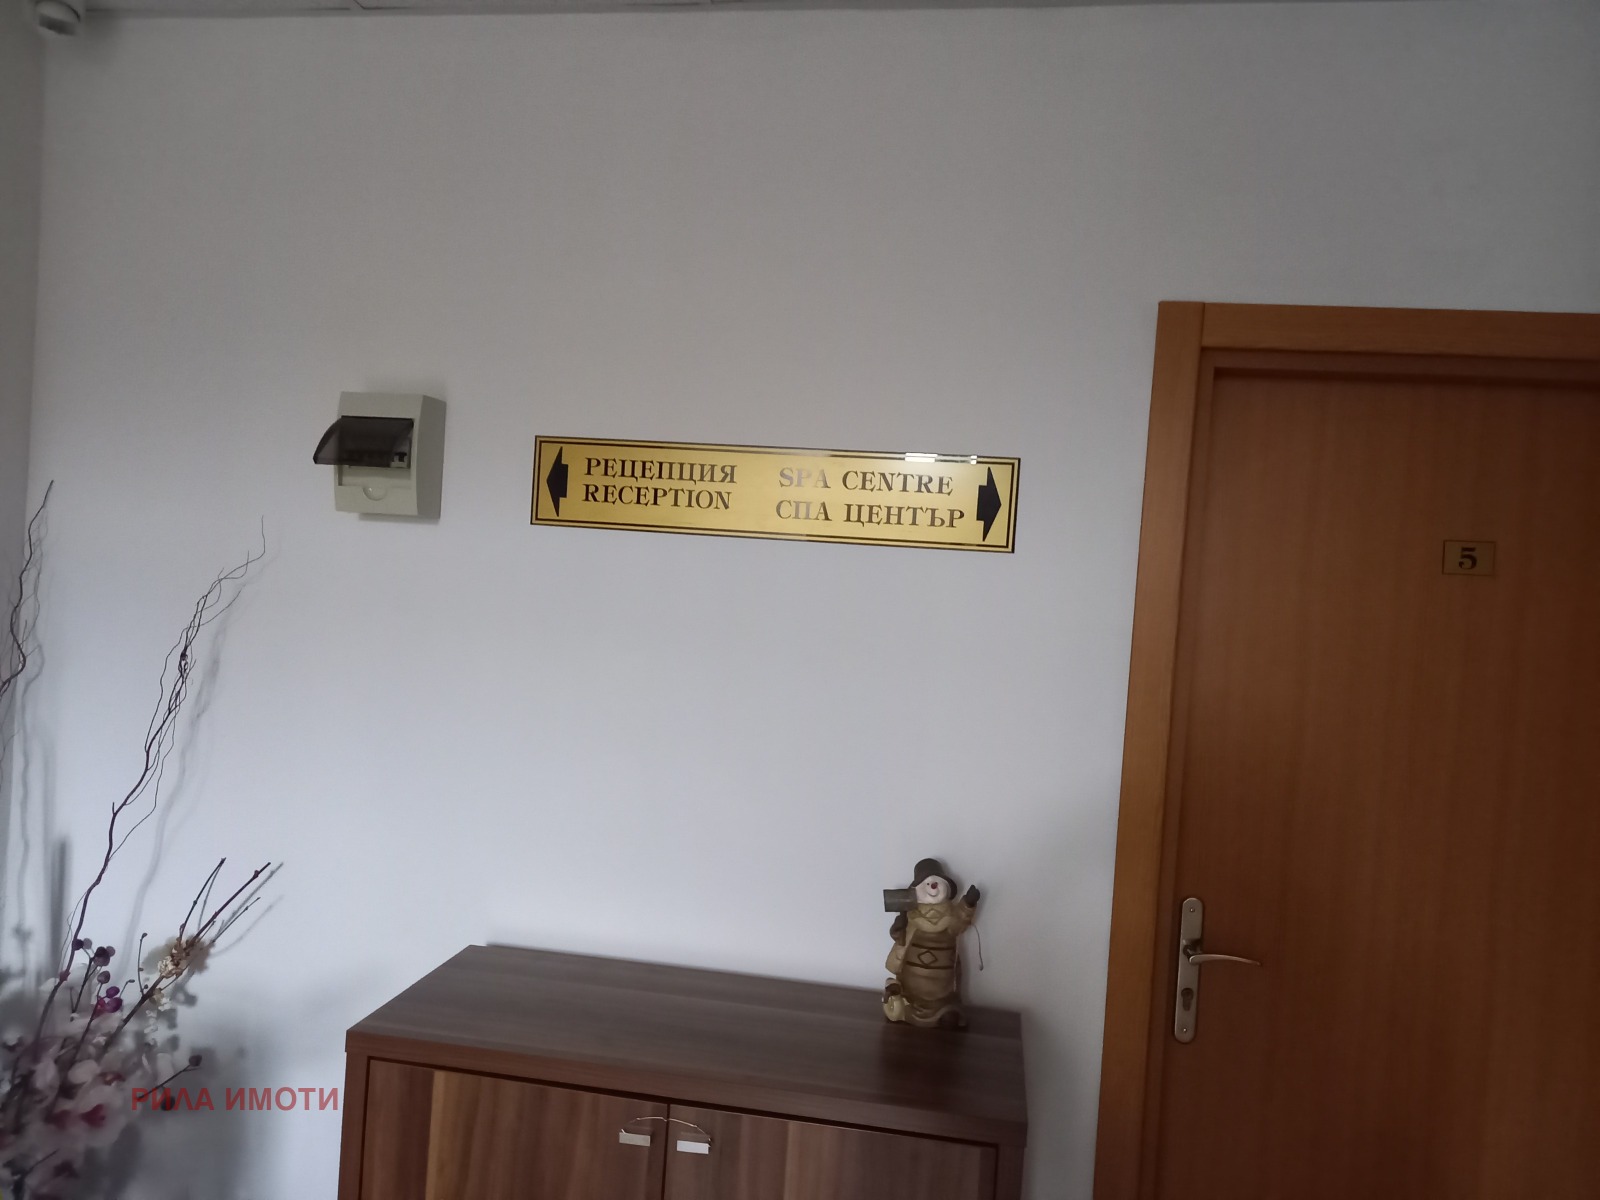 РЕЦЕПЦИЯ
RECEPTION
SPA CENTRE
СПА ЦЕНТЪР
5
РИЛА ИМОТИ